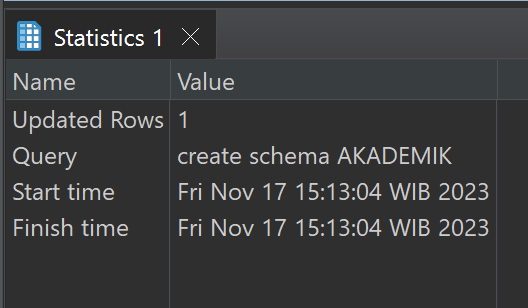 Statistics 1
Name Value
Updated Rows 1
Query create schema AKADEMIK
Start time Fri Nov 17 15:13:04 WIB 2023
Finish time Fri Nov 17 15:13:04 WIB 2023